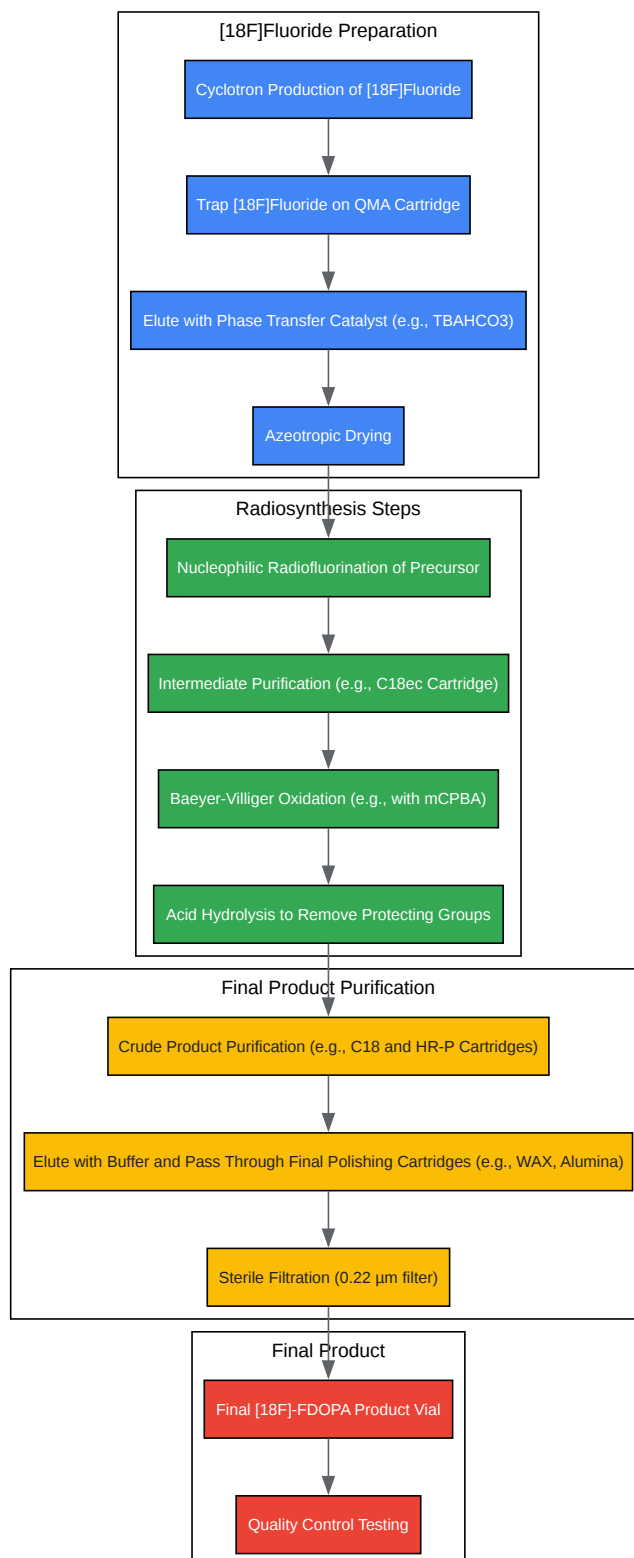 [18F]Fluoride Preparation
Cyclotron Production of [18F]Fluoride
Trap [18F]Fluoride on QMA Cartridge
Elute with Phase Transfer Catalyst (e.g., TBAHCO3)
Azeotropic Drying
Radiosynthesis Steps
Nucleophilic Radiofluorination of Precursor
Intermediate Purification (e.g., C18ec Cartridge)
Baeyer-Villiger Oxidation (e.g., with mCPBA)
Acid Hydrolysis to Remove Protecting Groups
Final Product Purification
Crude Product Purification (e.g., C18 and HR-P Cartridges)
Elute with Buffer and Pass Through Final Polishing Cartridges (e.g., WAX, Alumina)
Sterile Filtration (0.22 µm filter)
Final Product
Final [18F]-FDOPA Product Vial
Quality Control Testing